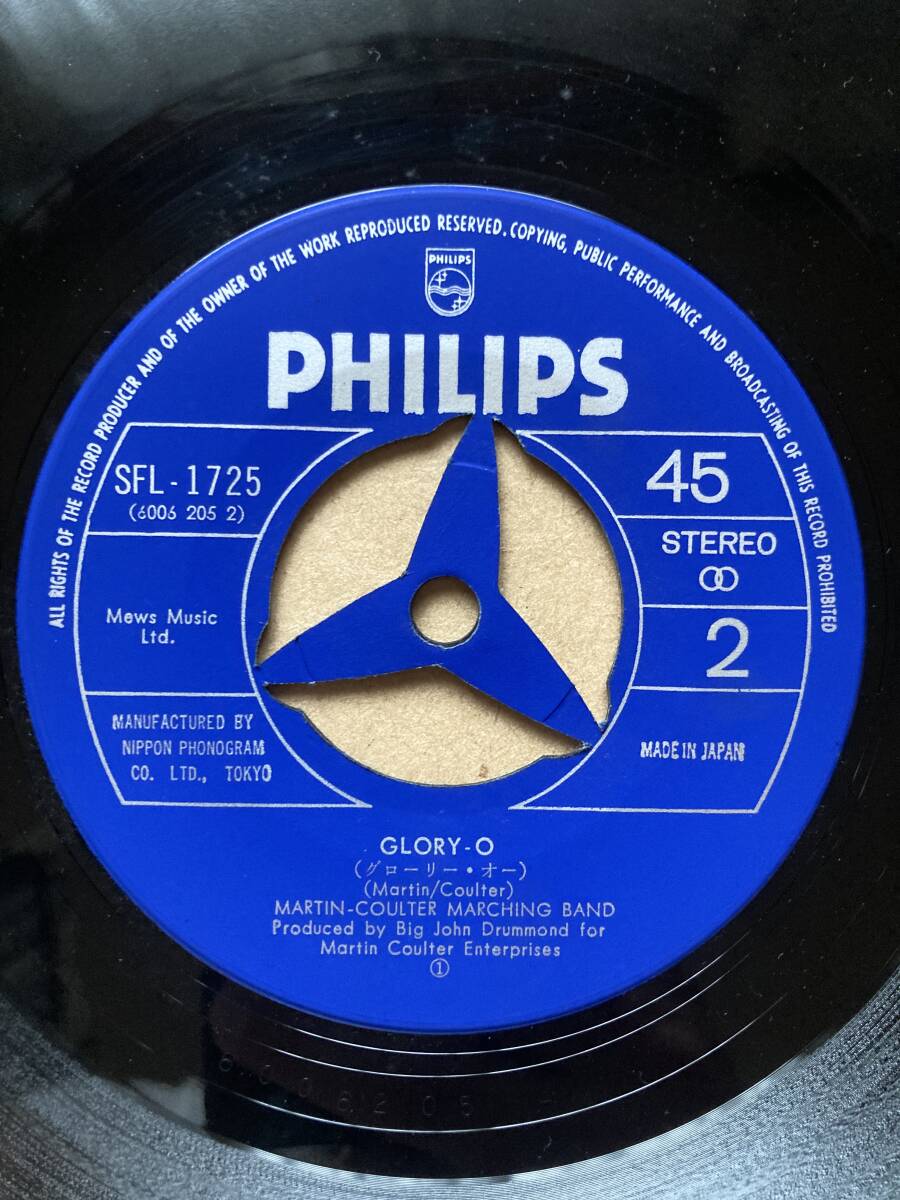 ALL RIGHTS OF THE RECORD PRODUCER AND OF THE OWNER OF THE WORK REPRODUCED RESERVED. COPYING, PUBLIC PERFORMANCE AND BROADCASTING OF THIS RECORD PROHIBITED
PHILIPS
PHILIPS
SFL-1725
(6006 205 2)
Mews Music
Ltd.
MANUFACTURED BY
NIPPON PHONOGRAM
CO. LTD., TOKYO
45
STEREO
2
MADE IN JAPAN
GLORY-O
(グローリー・オー)
(Martin/Coulter)
MARTIN-COULTER MARCHING BAND
Produced by Big John Drummond for
Martin Coulter Enterprises
①
6006205